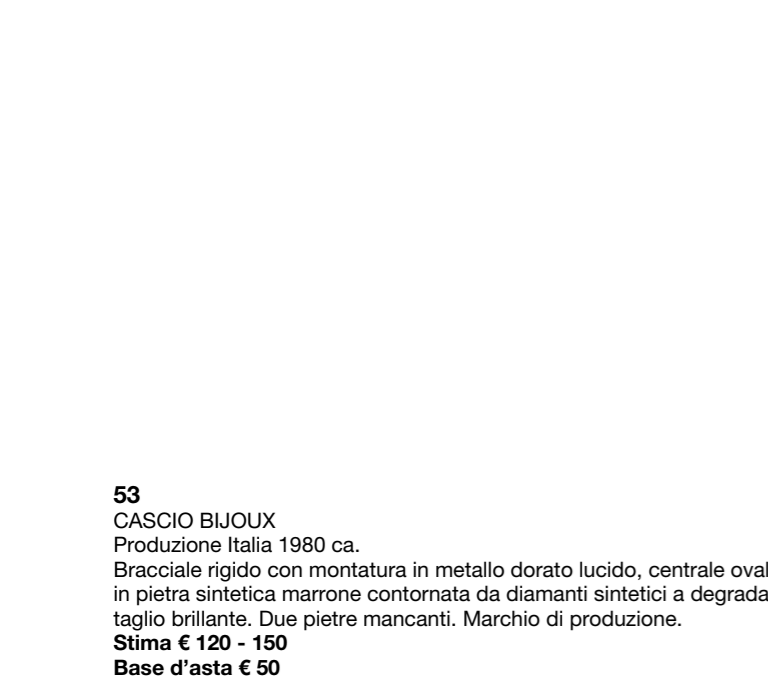 53
CASCIO BIJOUX
Produzione Italia 1980 ca.
Bracciale rigido con montatura in metallo dorato lucido, centrale oval
in pietra sintetica marrone contornata da diamanti sintetici a degrada
taglio brillante. Due pietre mancanti. Marchio di produzione.
Stima € 120 - 150
Base d’asta € 50